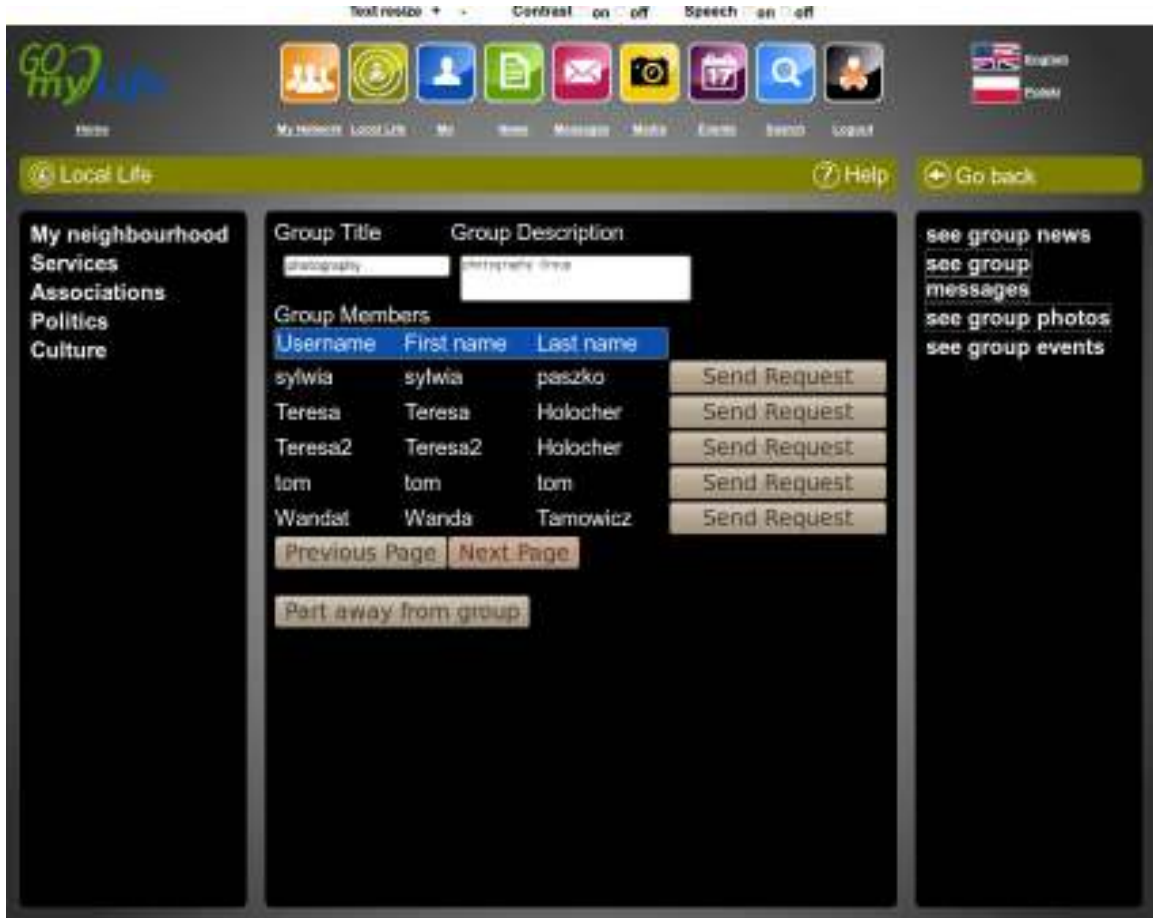 Text resize + -
Contrast on off
Speech on off
GO
my Life
Home
My Network
Local Life
Me
News
Messages
Media
Events
Search
Logout
17
English
Polski
Local Life
Help
Go back
My neighbourhood
Services
Associations
Politics
Culture
Group Title
Group Description
photography
photography Group
Group Members
Username First name Last name
sylwia sylwia paszko Send Request
Teresa Teresa Holocher Send Request
Teresa2 Teresa2 Holocher Send Request
tom tom tom Send Request
Wandat Wanda Tamowicz Send Request
Previous Page Next Page
Part away from group
see group news
see group
messages
see group photos
see group events